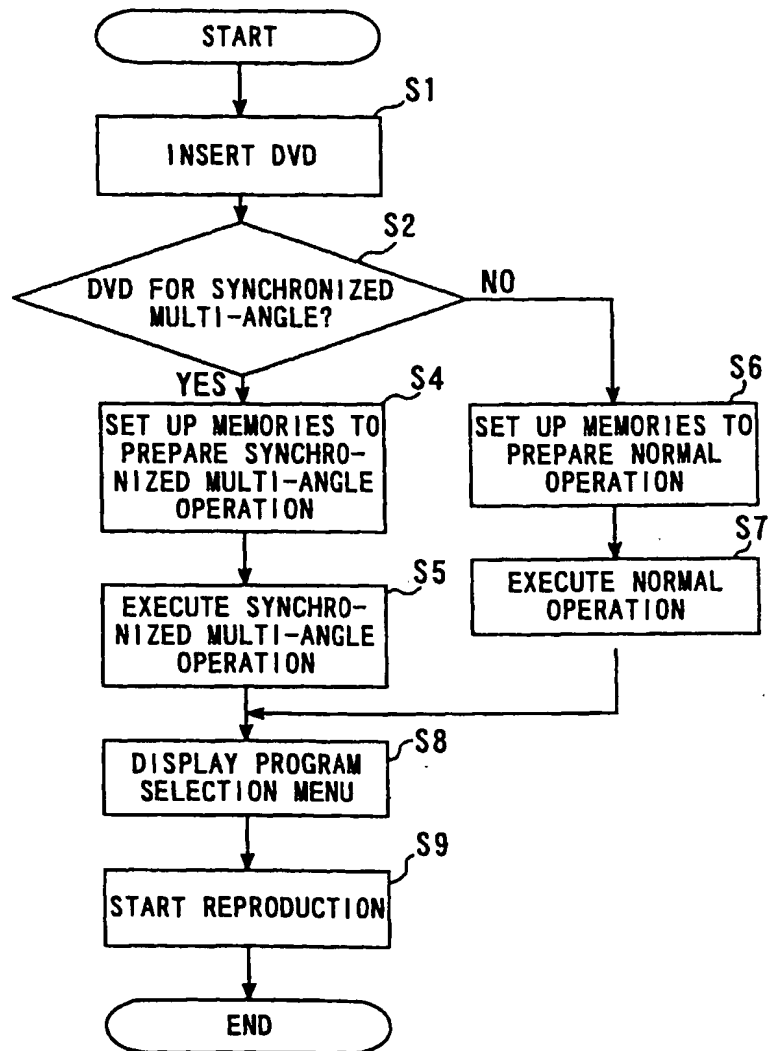 START
S1
INSERT DVD
S2
DVD FOR SYNCHRONIZED
MULTI-ANGLE?
NO
YES
S4
SET UP MEMORIES TO
PREPARE SYNCHRO-
NIZED MULTI-ANGLE
OPERATION
S6
SET UP MEMORIES TO
PREPARE NORMAL
OPERATION
S5
EXECUTE SYNCHRO-
NIZED MULTI-ANGLE
OPERATION
S7
EXECUTE NORMAL
OPERATION
S8
DISPLAY PROGRAM
SELECTION MENU
S9
START REPRODUCTION
END